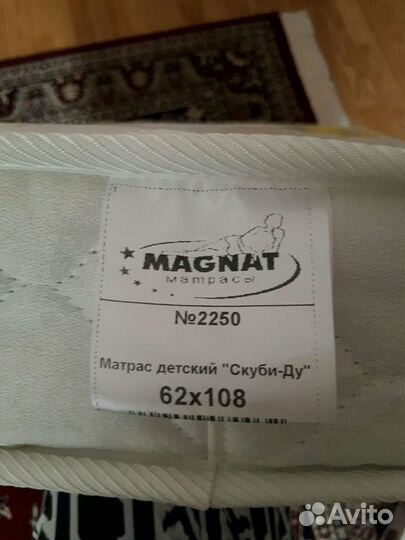 MAGNAT
матрасы
№2250
Матрас детский "Скуби-Ду"
62x108
Avito